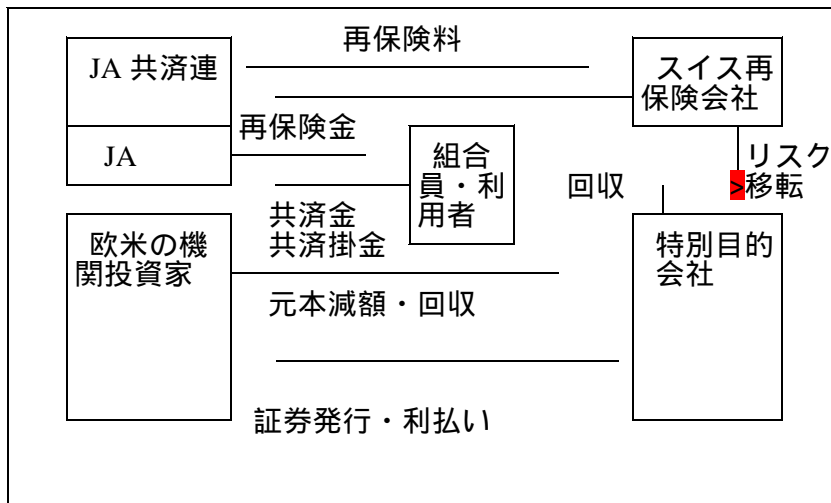 再保険料
JA 共済連
スイス再
保険会社
再保険金
JA
組合
員・利
用者
リスク
>移転
回収
共済金
共済掛金
欧米の機
関投資家
特別目的
会社
元本減額・回収
証券発行・利払い